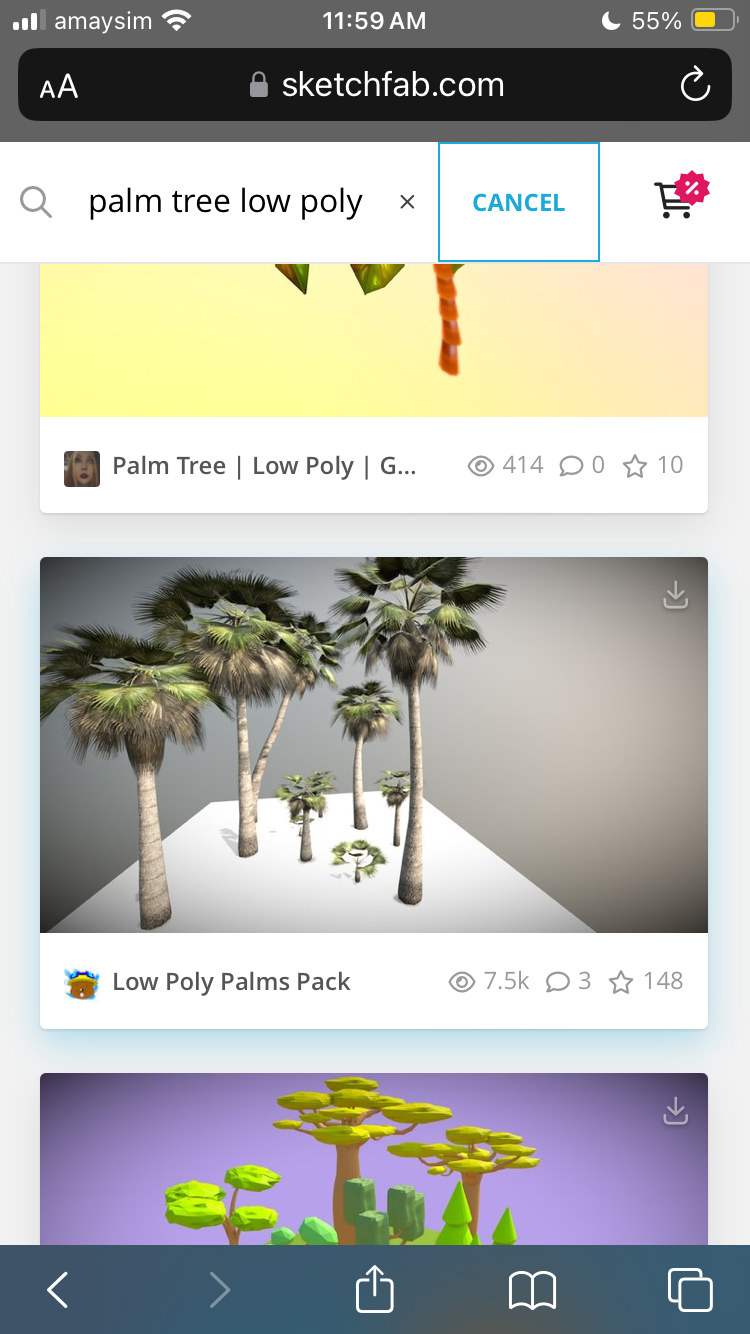 amaysim 11:59 AM 55%
AA sketchfab.com
palm tree low poly × CANCEL %
Palm Tree | Low Poly | G... 414 0 10
Low Poly Palms Pack 7.5k 3 148